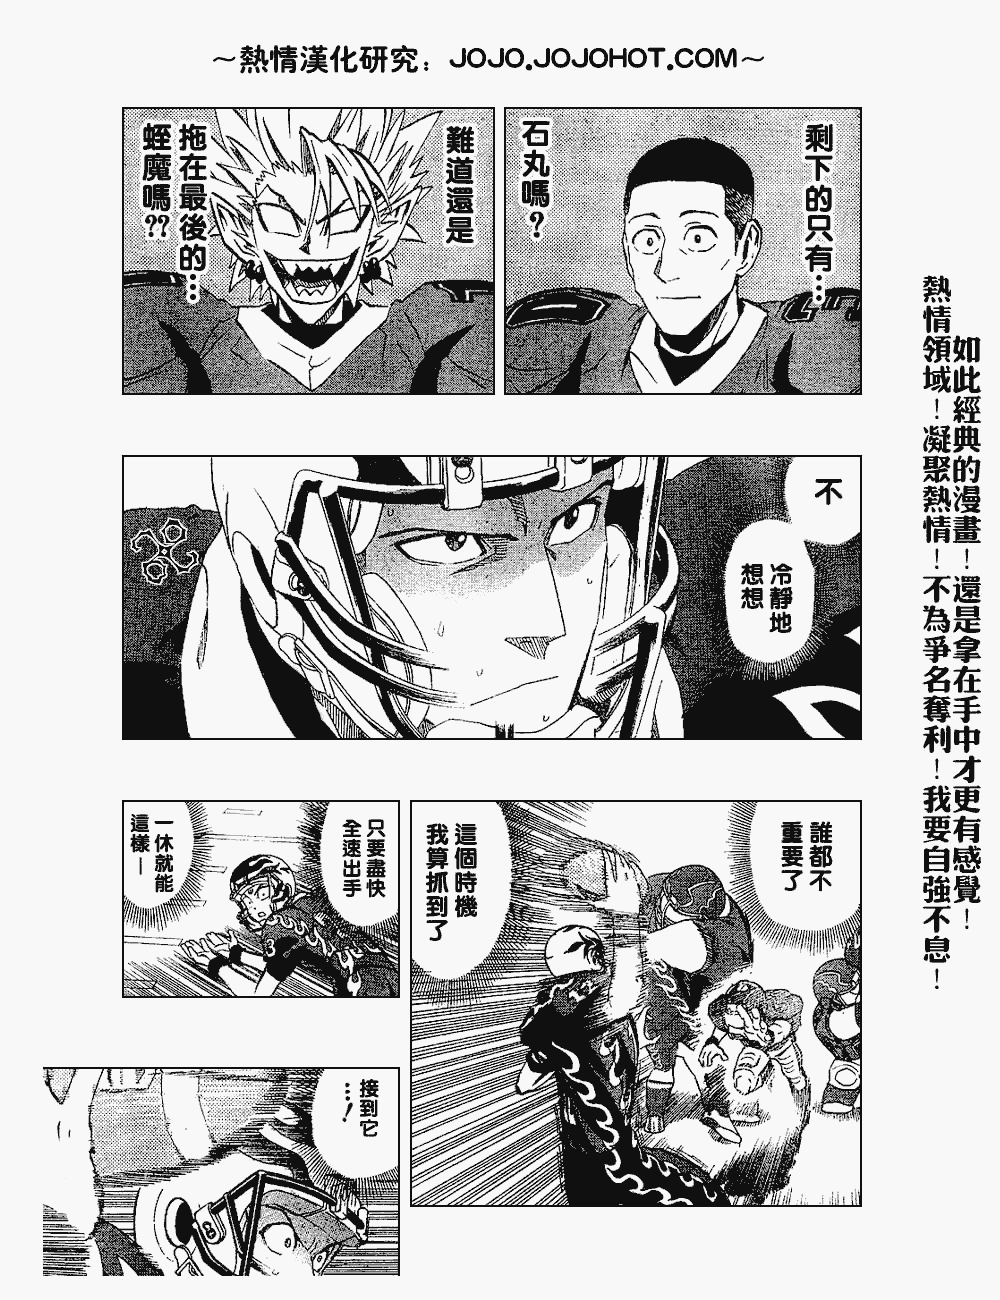 ～熱情漢化研究：JOJO.JOJOHOT.COM～
剩下的只有…
石丸嗎？
難道還是
拖在最後的…
蛭魔嗎??
不
冷靜地
想想
誰都不
重要了
這個時機
我算抓到了
只要盡快
全速出手
一休就能
這樣—
3
接到它
…！
如此經典的漫畫！還是拿在手中才更有感覺！
熱情領域！凝聚熱情！不為爭名奪利！我要自強不息！